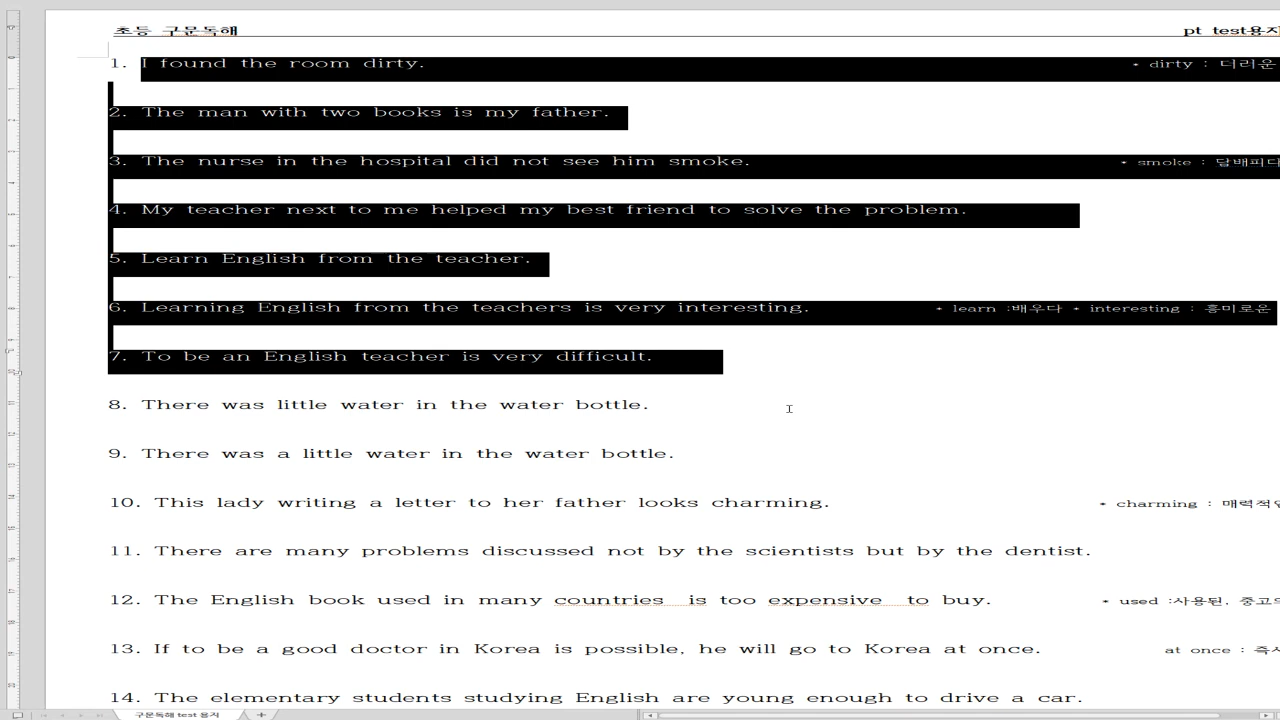 초등 구문독해 pt test용지
1. I found the room dirty. * dirty : 더러운
2. The man with two books is my father.
3. The nurse in the hospital did not see him smoke. * smoke : 담배피다
4. My teacher next to me helped my best friend to solve the problem.
5. Learn English from the teacher.
6. Learning English from the teachers is very interesting. * learn :배우다 * interesting : 흥미로운
7. To be an English teacher is very difficult.
8. There was little water in the water bottle.
9. There was a little water in the water bottle.
10. This lady writing a letter to her father looks charming. * charming : 매력적인
11. There are many problems discussed not by the scientists but by the dentist.
12. The English book used in many countries is too expensive to buy. * used :사용된, 중고의
13. If to be a good doctor in Korea is possible, he will go to Korea at once. at once : 즉시
14. The elementary students studying English are young enough to drive a car.
구문독해 test 용지